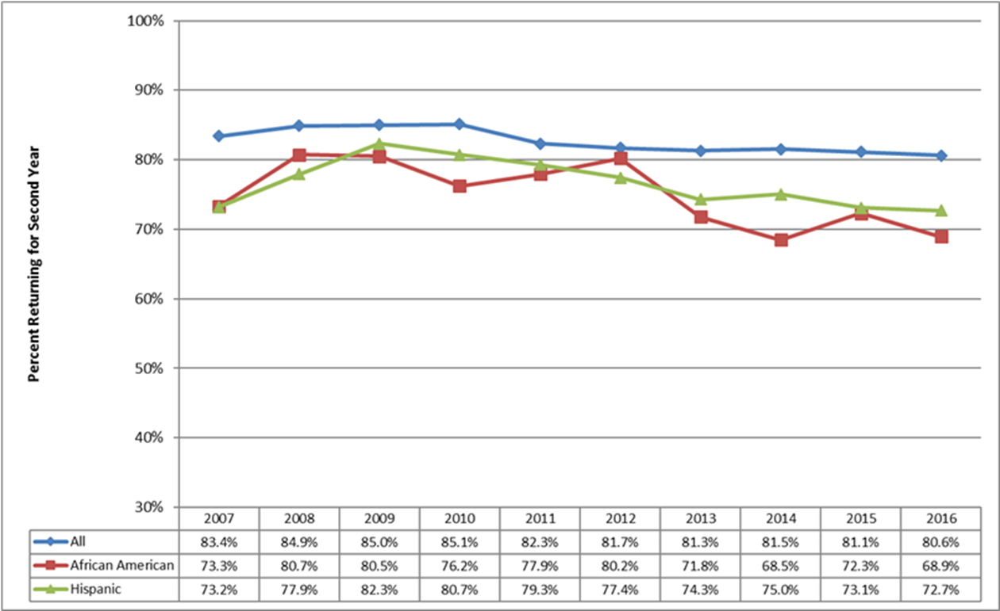 100%
90%
80%
70%
60%
50%
40%
30%
Percent Returning for Second Year
2007 2008 2009 2010 2011 2012 2013 2014 2015 2016
All 83.4% 84.9% 85.0% 85.1% 82.3% 81.7% 81.3% 81.5% 81.1% 80.6%
African American 73.3% 80.7% 80.5% 76.2% 77.9% 80.2% 71.8% 68.5% 72.3% 68.9%
Hispanic 73.2% 77.9% 82.3% 80.7% 79.3% 77.4% 74.3% 75.0% 73.1% 72.7%